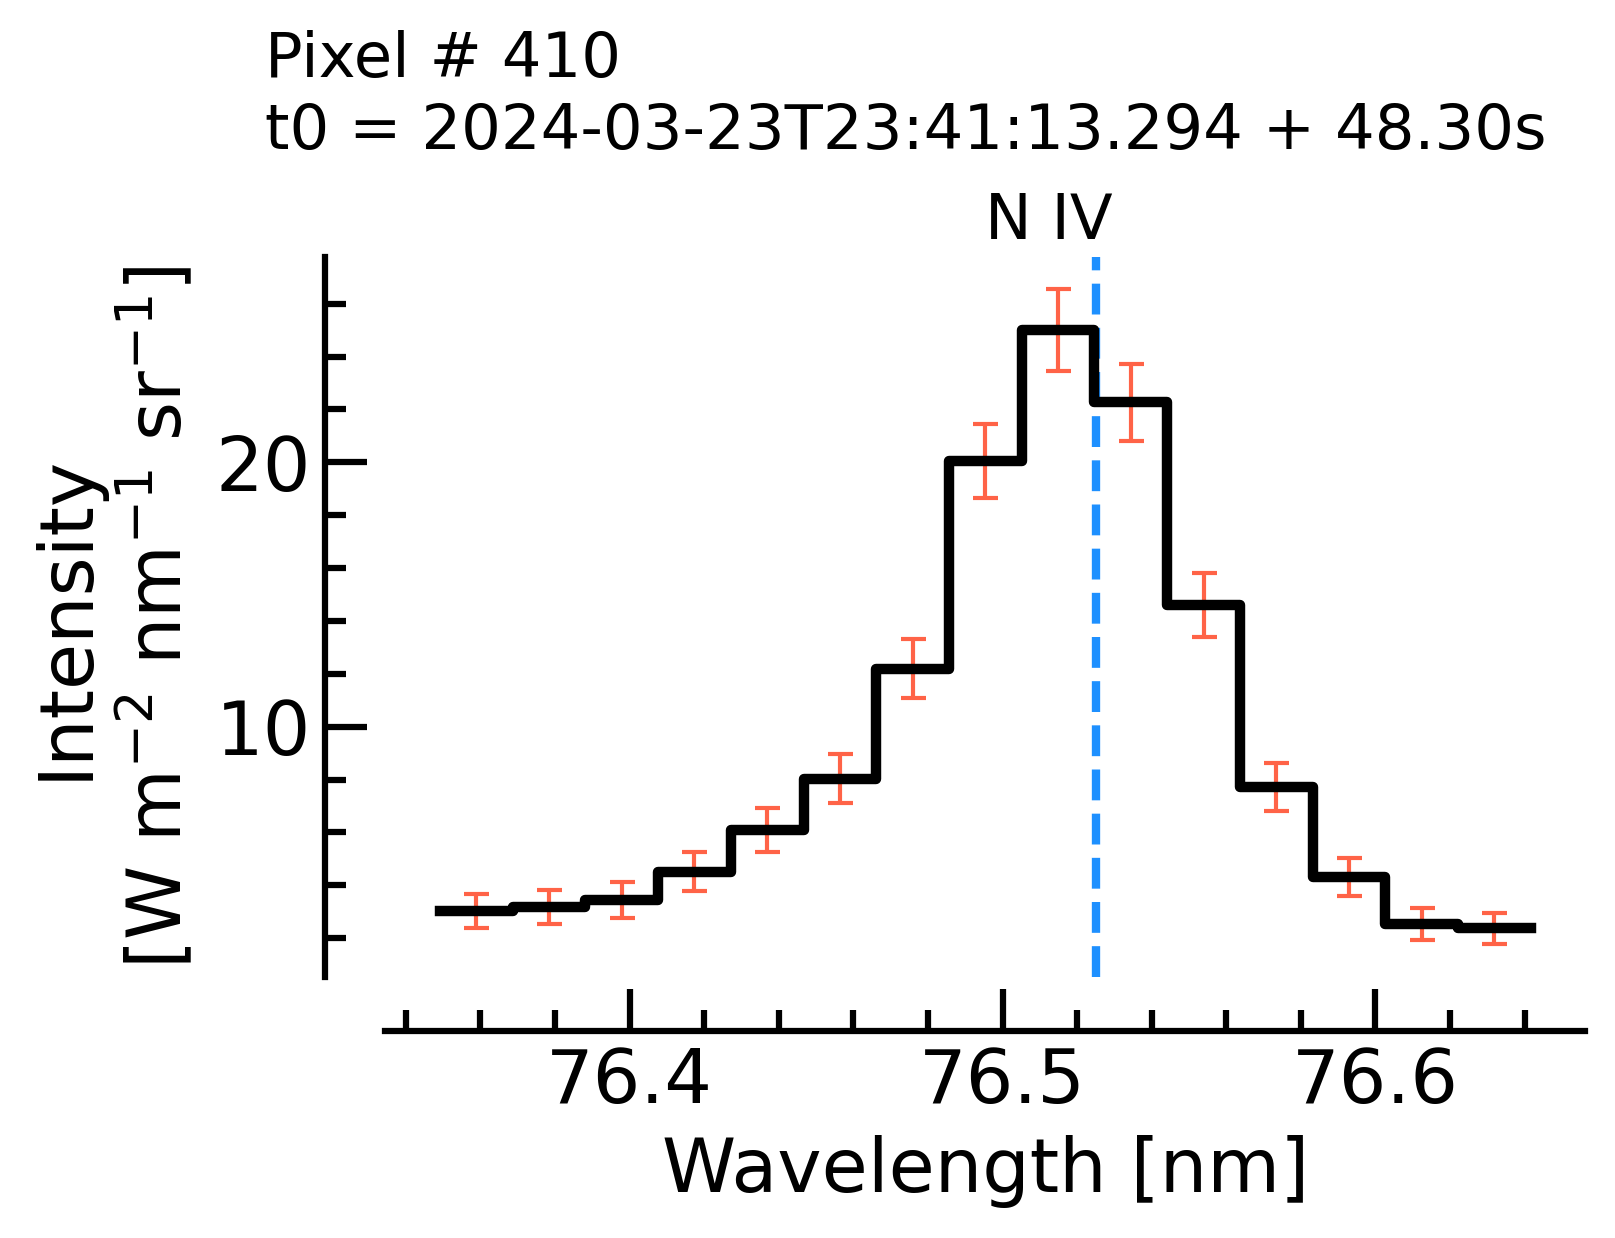 Pixel # 410
t0 = 2024-03-23T23:41:13.294 + 48.30s
N IV
Intensity
[W m⁻² nm⁻¹ sr⁻¹]
20
10
76.4 76.5 76.6
Wavelength [nm]